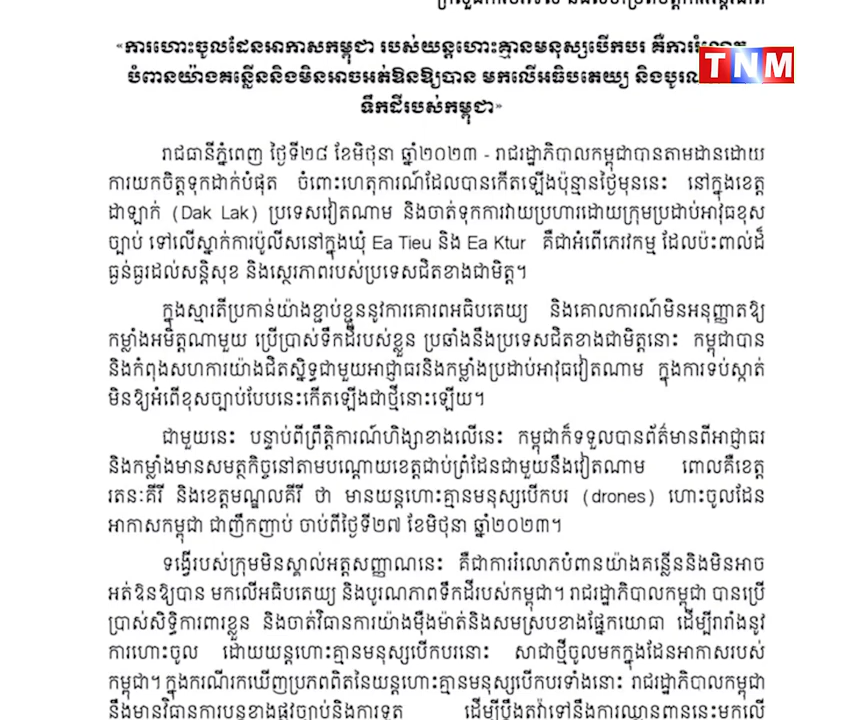 «ការហោះចូលដែនអាកាសកម្ពុជា របស់យន្តហោះគ្មានមនុស្សបើកបរ គឺការរំលោភ
TNM
បំពានយ៉ាងគន្លើននិងមិនអាចអត់ឱនឱ្យបាន មកលើអធិបតេយ្យ និងបូរណ
ទឹកដីរបស់កម្ពុជា»
រាជធានីភ្នំពេញ ថ្ងៃទី២៨ ខែមិថុនា ឆ្នាំ២០២៣ - រាជរដ្ឋាភិបាលកម្ពុជាបានតាមដានដោយ
ការយកចិត្តទុកដាក់បំផុត ចំពោះហេតុការណ៍ដែលបានកើតឡើងប៉ុន្មានថ្ងៃមុននេះ នៅក្នុងខេត្ត
ដាឡាក់ (Dak Lak) ប្រទេសវៀតណាម និងចាត់ទុកការវាយប្រហារដោយក្រុមប្រដាប់អាវុធខុស
ច្បាប់ ទៅលើស្នាក់ការប៉ូលីសនៅក្នុងឃុំ Ea Tieu និង Ea Ktur គឺជាអំពើភេរវកម្ម ដែលប៉ះពាល់ដ៏
ធ្ងន់ធ្ងរដល់សន្តិសុខ និងស្ថេរភាពរបស់ប្រទេសជិតខាងជាមិត្ត។
ក្នុងស្មារតីប្រកាន់យ៉ាងខ្ជាប់ខ្ជួននូវការគោរពអធិបតេយ្យ និងគោលការណ៍មិនអនុញ្ញាតឱ្យ
កម្លាំងអមិត្តណាមួយ ប្រើប្រាស់ទឹកដីរបស់ខ្លួន ប្រឆាំងនឹងប្រទេសជិតខាងជាមិត្តនោះ កម្ពុជាបាន
និងកំពុងសហការយ៉ាងជិតស្និទ្ធជាមួយអាជ្ញាធរនិងកម្លាំងប្រដាប់អាវុធវៀតណាម ក្នុងការទប់ស្កាត់
មិនឱ្យអំពើខុសច្បាប់បែបនេះកើតឡើងជាថ្មីនោះឡើយ។
ជាមួយនេះ បន្ទាប់ពីព្រឹត្តិការណ៍ហិង្សាខាងលើនេះ កម្ពុជាក៏ទទួលបានព័ត៌មានពីអាជ្ញាធរ
និងកម្លាំងមានសមត្ថកិច្ចនៅតាមបណ្តោយខេត្តជាប់ព្រំដែនជាមួយនឹងវៀតណាម ពោលគឺខេត្ត
រតនៈគីរី និងខេត្តមណ្ឌលគីរី ថា មានយន្តហោះគ្មានមនុស្សបើកបរ (drones) ហោះចូលដែន
អាកាសកម្ពុជា ជាញឹកញាប់ ចាប់ពីថ្ងៃទី២៧ ខែមិថុនា ឆ្នាំ២០២៣។
ទង្វើរបស់ក្រុមមិនស្គាល់អត្តសញ្ញាណនេះ គឺជាការរំលោភបំពានយ៉ាងគន្លើននិងមិនអាច
អត់ឱនឱ្យបាន មកលើអធិបតេយ្យ និងបូរណភាពទឹកដីរបស់កម្ពុជា។ រាជរដ្ឋាភិបាលកម្ពុជា បានប្រើ
ប្រាស់សិទ្ធិការពារខ្លួន និងចាត់វិធានការយ៉ាងម៉ឺងម៉ាត់និងសមស្របខាងផ្នែកយោធា ដើម្បីរារាំងនូវ
ការហោះចូល ដោយយន្តហោះគ្មានមនុស្សបើកបរនោះ សាជាថ្មីចូលមកក្នុងដែនអាកាសរបស់
កម្ពុជា។ ក្នុងករណីរកឃើញប្រភពពិតនៃយន្តហោះគ្មានមនុស្សបើកបរទាំងនោះ រាជរដ្ឋាភិបាលកម្ពុជា
នឹងមានវិធានការបន្តខាងផ្លូវច្បាប់និងការទូត ដើម្បីប្តឹងតវ៉ាទៅនឹងការឈ្លានពាននេះមកលើ